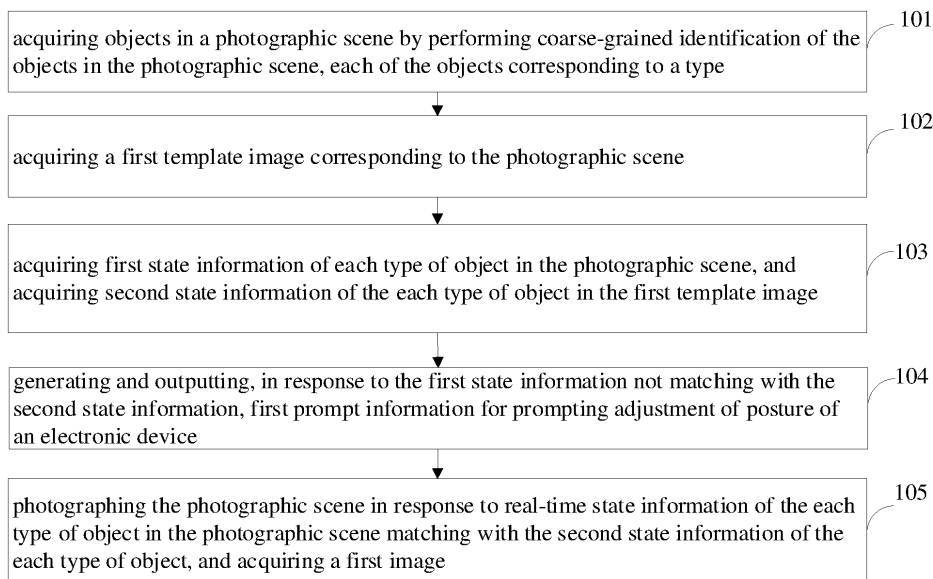 acquiring objects in a photographic scene by performing coarse-grained identification of the
objects in the photographic scene, each of the objects corresponding to a type
101
acquiring a first template image corresponding to the photographic scene
102
acquiring first state information of each type of object in the photographic scene, and
acquiring second state information of the each type of object in the first template image
103
generating and outputting, in response to the first state information not matching with the
second state information, first prompt information for prompting adjustment of posture of
an electronic device
104
photographing the photographic scene in response to real-time state information of the each
type of object in the photographic scene matching with the second state information of the
each type of object, and acquiring a first image
105